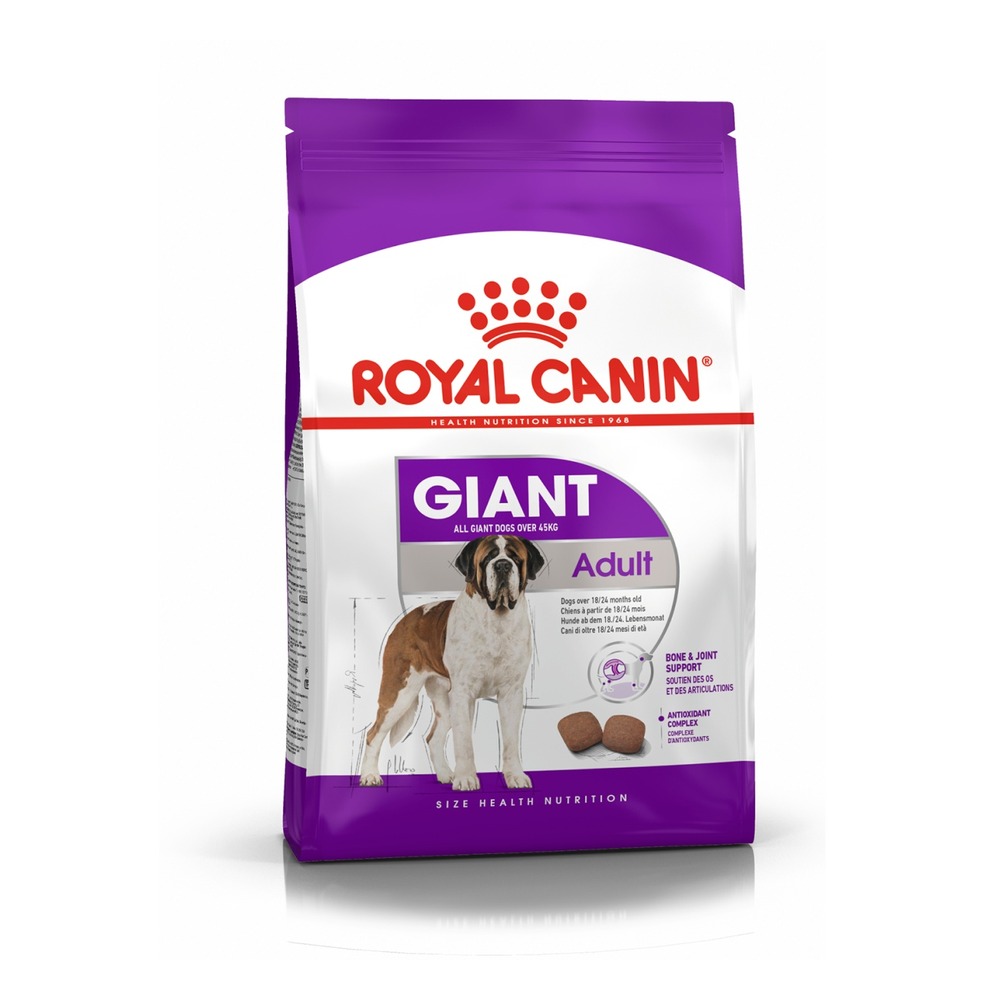 ROYAL CANIN®
HEALTH NUTRITION SINCE 1968
GIANT
ALL GIANT DOGS OVER 45KG
Adult
Dogs over 18/24 months old
Chiens à partir de 18/24 mois
Hunde ab dem 18./24. Lebensmonat
Cani di oltre 18/24 mesi di età
BONE & JOINT
SUPPORT
SOUTIEN DES OS
ET DES ARTICULATIONS
ANTIOXIDANT
COMPLEX
COMPLEXE
D'ANTIOXYDANTS
SIZE HEALTH NUTRITION